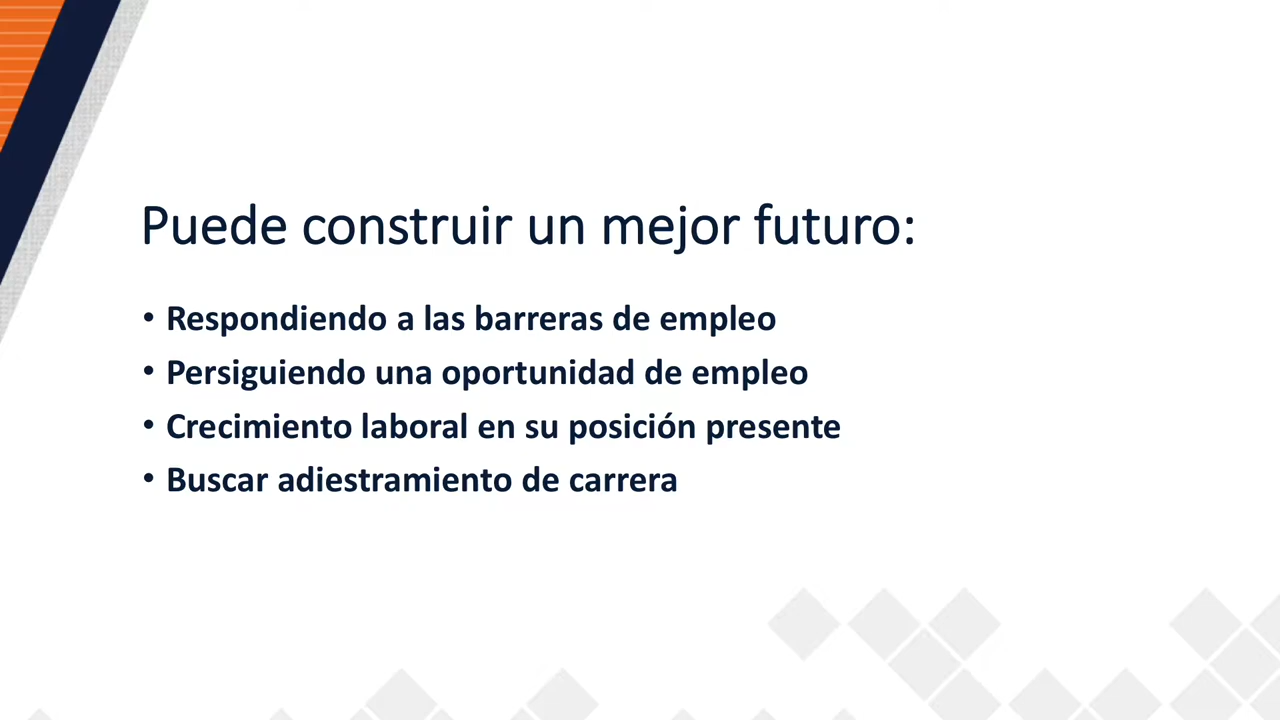 Puede construir un mejor futuro:
• Respondiendo a las barreras de empleo
• Persiguiendo una oportunidad de empleo
• Crecimiento laboral en su posición presente
• Buscar adiestramiento de carrera